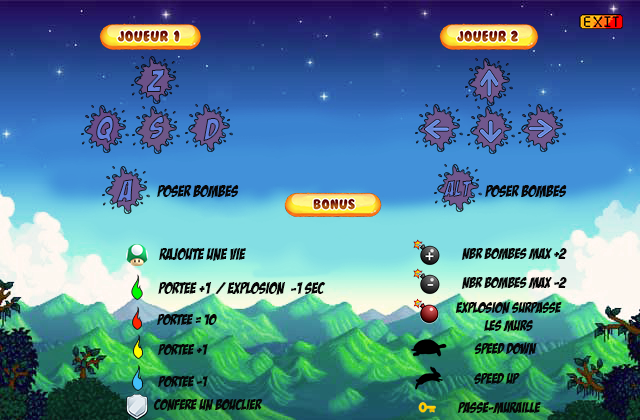 JOUEUR 1
JOUEUR 2
EXIT
Z
Q S D
A POSER BOMBES
ALT POSER BOMBES
BONUS
RAJOUTE UNE VIE
PORTEE +1 / EXPLOSION -1 SEC
PORTEE = 10
PORTEE +1
PORTEE -1
CONFERE UN BOUCLIER
NBR BOMBES MAX +2
NBR BOMBES MAX -2
EXPLOSION SURPASSE
LES MURS
SPEED DOWN
SPEED UP
PASSE-MURAILLE